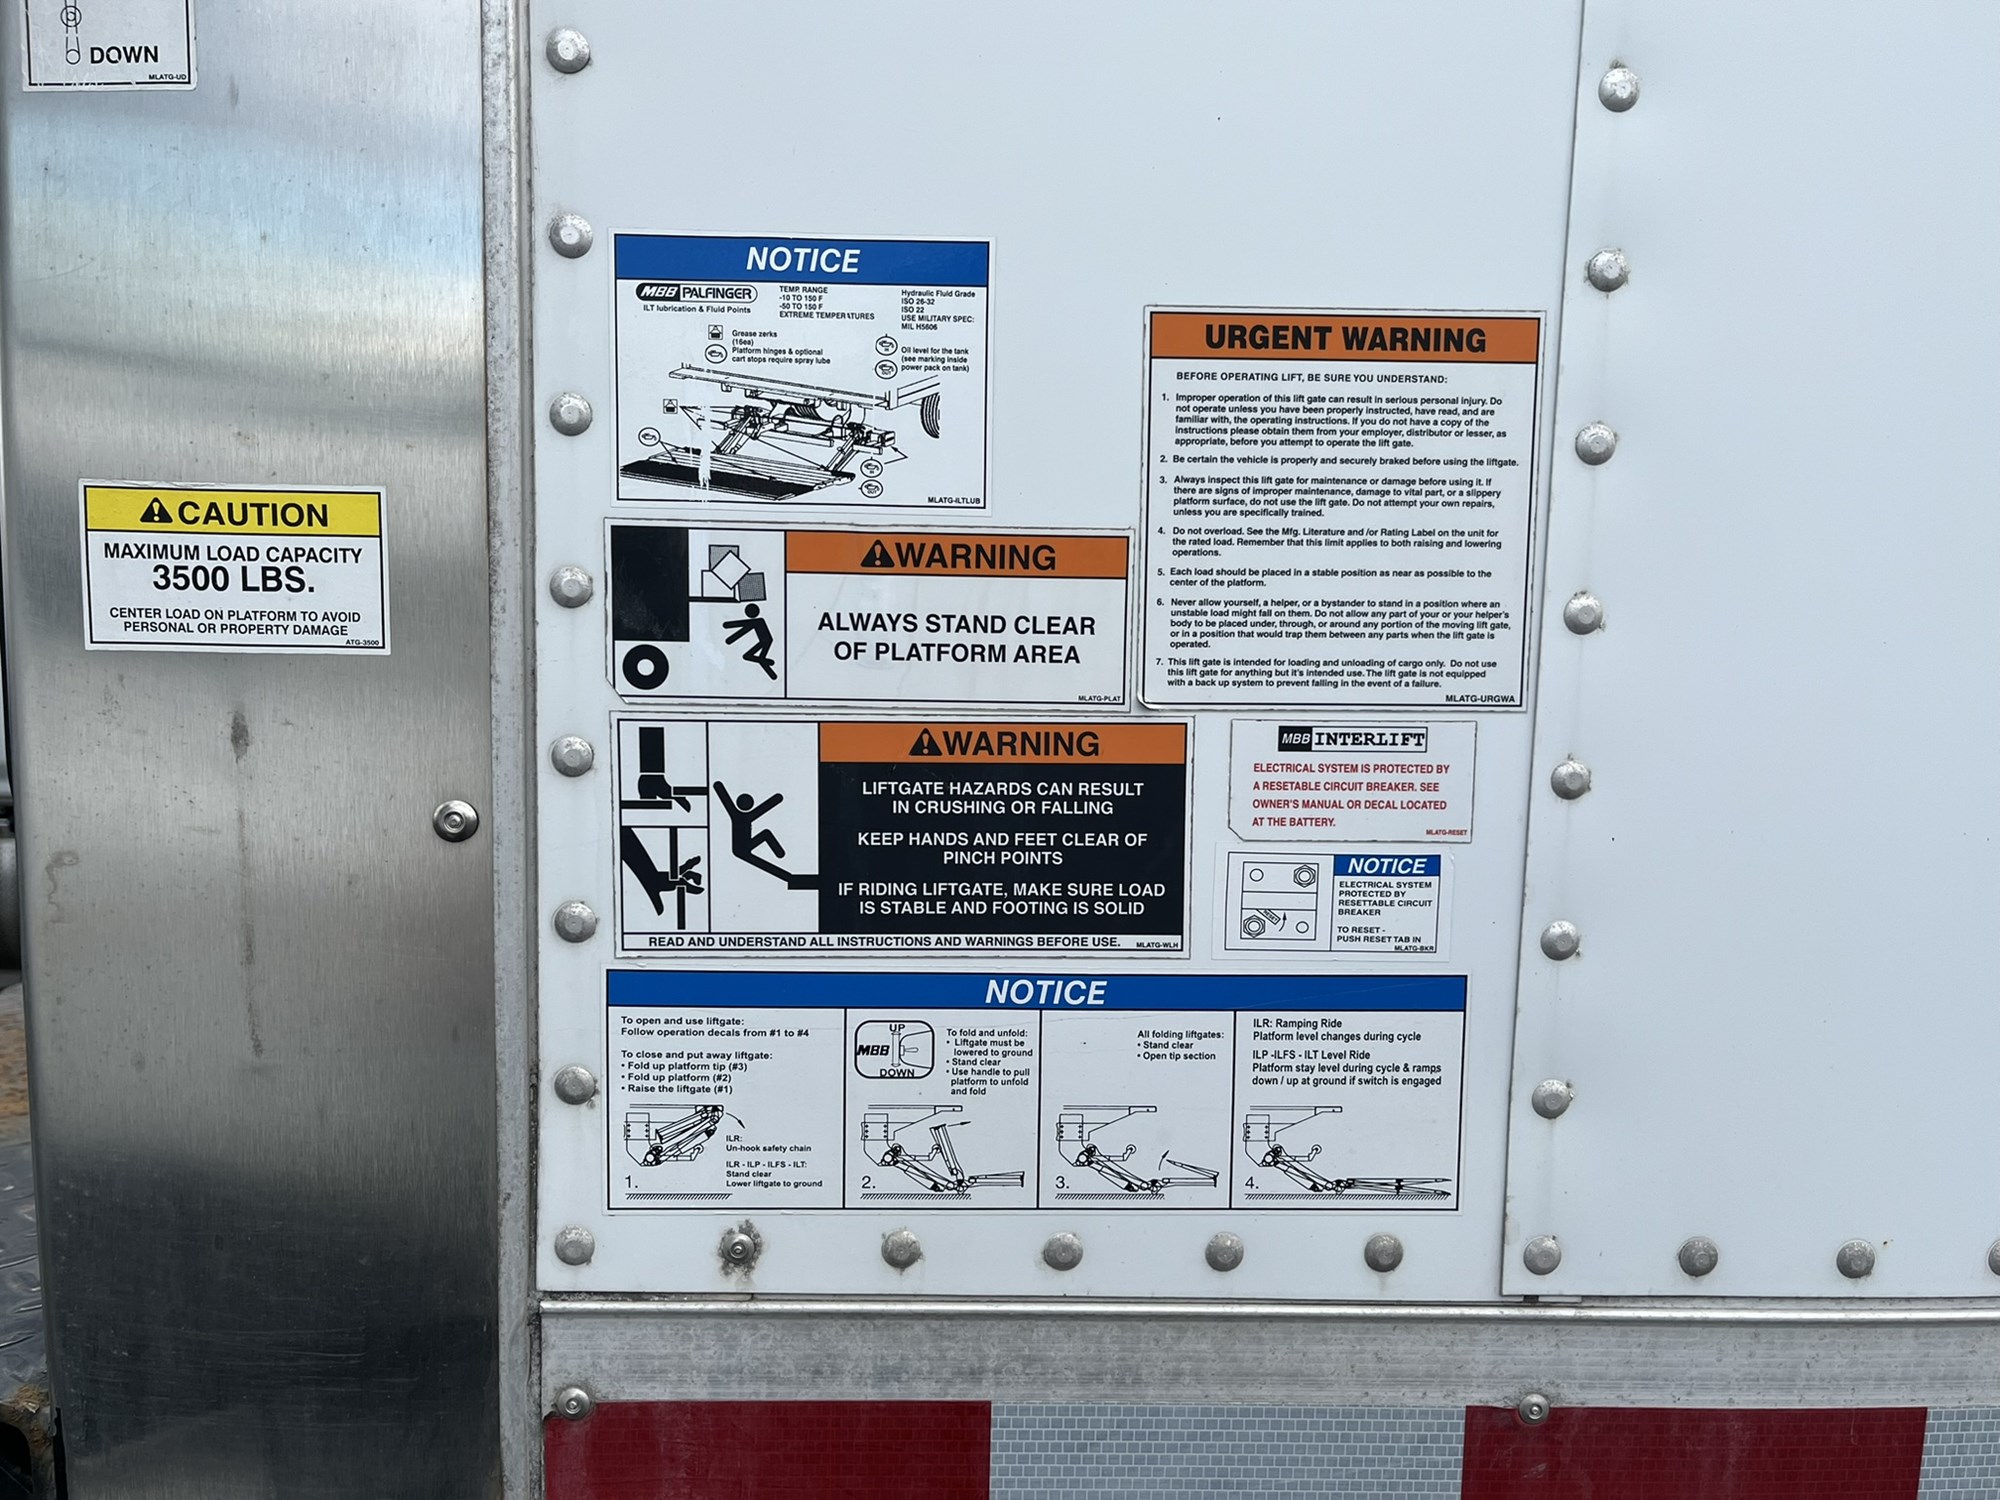 DOWN
MLATG-UD
CAUTION
MAXIMUM LOAD CAPACITY
3500 LBS.
CENTER LOAD ON PLATFORM TO AVOID
PERSONAL OR PROPERTY DAMAGE
ATG-3500
NOTICE
MBB PALFINGER
ILT lubrication & Fluid Points
TEMP. RANGE
-10 TO 150 F
-50 TO 150 F
EXTREME TEMPERATURES
Hydraulic Fluid Grade
ISO 26-32
ISO 22
USE MILITARY SPEC:
MIL H5606
Grease zerks
(16ea)
Platform hinges & optional
cart stops require spray lube
IN
OUT
Oil level for the tank
(see marking inside
power pack on tank)
IN
OUT
MLATG-ILTLUB
WARNING
ALWAYS STAND CLEAR
OF PLATFORM AREA
MLATG-PLAT
WARNING
LIFTGATE HAZARDS CAN RESULT
IN CRUSHING OR FALLING
KEEP HANDS AND FEET CLEAR OF
PINCH POINTS
IF RIDING LIFTGATE, MAKE SURE LOAD
IS STABLE AND FOOTING IS SOLID
READ AND UNDERSTAND ALL INSTRUCTIONS AND WARNINGS BEFORE USE.
MLATG-WLH
URGENT WARNING
BEFORE OPERATING LIFT, BE SURE YOU UNDERSTAND:
1. Improper operation of this lift gate can result in serious personal injury. Do
not operate unless you have been properly instructed, have read, and are
familiar with, the operating instructions. If you do not have a copy of the
instructions please obtain them from your employer, distributor or lesser, as
appropriate, before you attempt to operate the lift gate.
2. Be certain the vehicle is properly and securely braked before using the liftgate.
3. Always inspect this lift gate for maintenance or damage before using it. If
there are signs of improper maintenance, damage to vital part, or a slippery
platform surface, do not use the lift gate. Do not attempt your own repairs,
unless you are specifically trained.
4. Do not overload. See the Mfg. Literature and /or Rating Label on the unit for
the rated load. Remember that this limit applies to both raising and lowering
operations.
5. Each load should be placed in a stable position as near as possible to the
center of the platform.
6. Never allow yourself, a helper, or a bystander to stand in a position where an
unstable load might fall on them. Do not allow any part of your or your helper's
body to be placed under, through, or around any portion of the moving lift gate,
or in a position that would trap them between any parts when the lift gate is
operated.
7. This lift gate is intended for loading and unloading of cargo only. Do not use
this lift gate for anything but it's intended use. The lift gate is not equipped
with a back up system to prevent falling in the event of a failure.
MLATG-URGWA
MBB INTERLIFT
ELECTRICAL SYSTEM IS PROTECTED BY
A RESETABLE CIRCUIT BREAKER. SEE
OWNER'S MANUAL OR DECAL LOCATED
AT THE BATTERY.
MLATG-RESET
RESET
NOTICE
ELECTRICAL SYSTEM
PROTECTED BY
RESETTABLE CIRCUIT
BREAKER
TO RESET -
PUSH RESET TAB IN
MLATG-BKR
NOTICE
To open and use liftgate:
Follow operation decals from #1 to #4
To close and put away liftgate:
• Fold up platform tip (#3)
• Fold up platform (#2)
• Raise the liftgate (#1)
ILR:
Un-hook safety chain
ILR - ILP - ILFS - ILT:
Stand clear
Lower liftgate to ground
1.
UP
MBB
DOWN
To fold and unfold:
• Liftgate must be
lowered to ground
• Stand clear
• Use handle to pull
platform to unfold
and fold
2.
All folding liftgates:
• Stand clear
• Open tip section
3.
ILR: Ramping Ride
Platform level changes during cycle
ILP -ILFS - ILT Level Ride
Platform stay level during cycle & ramps
down / up at ground if switch is engaged
4.